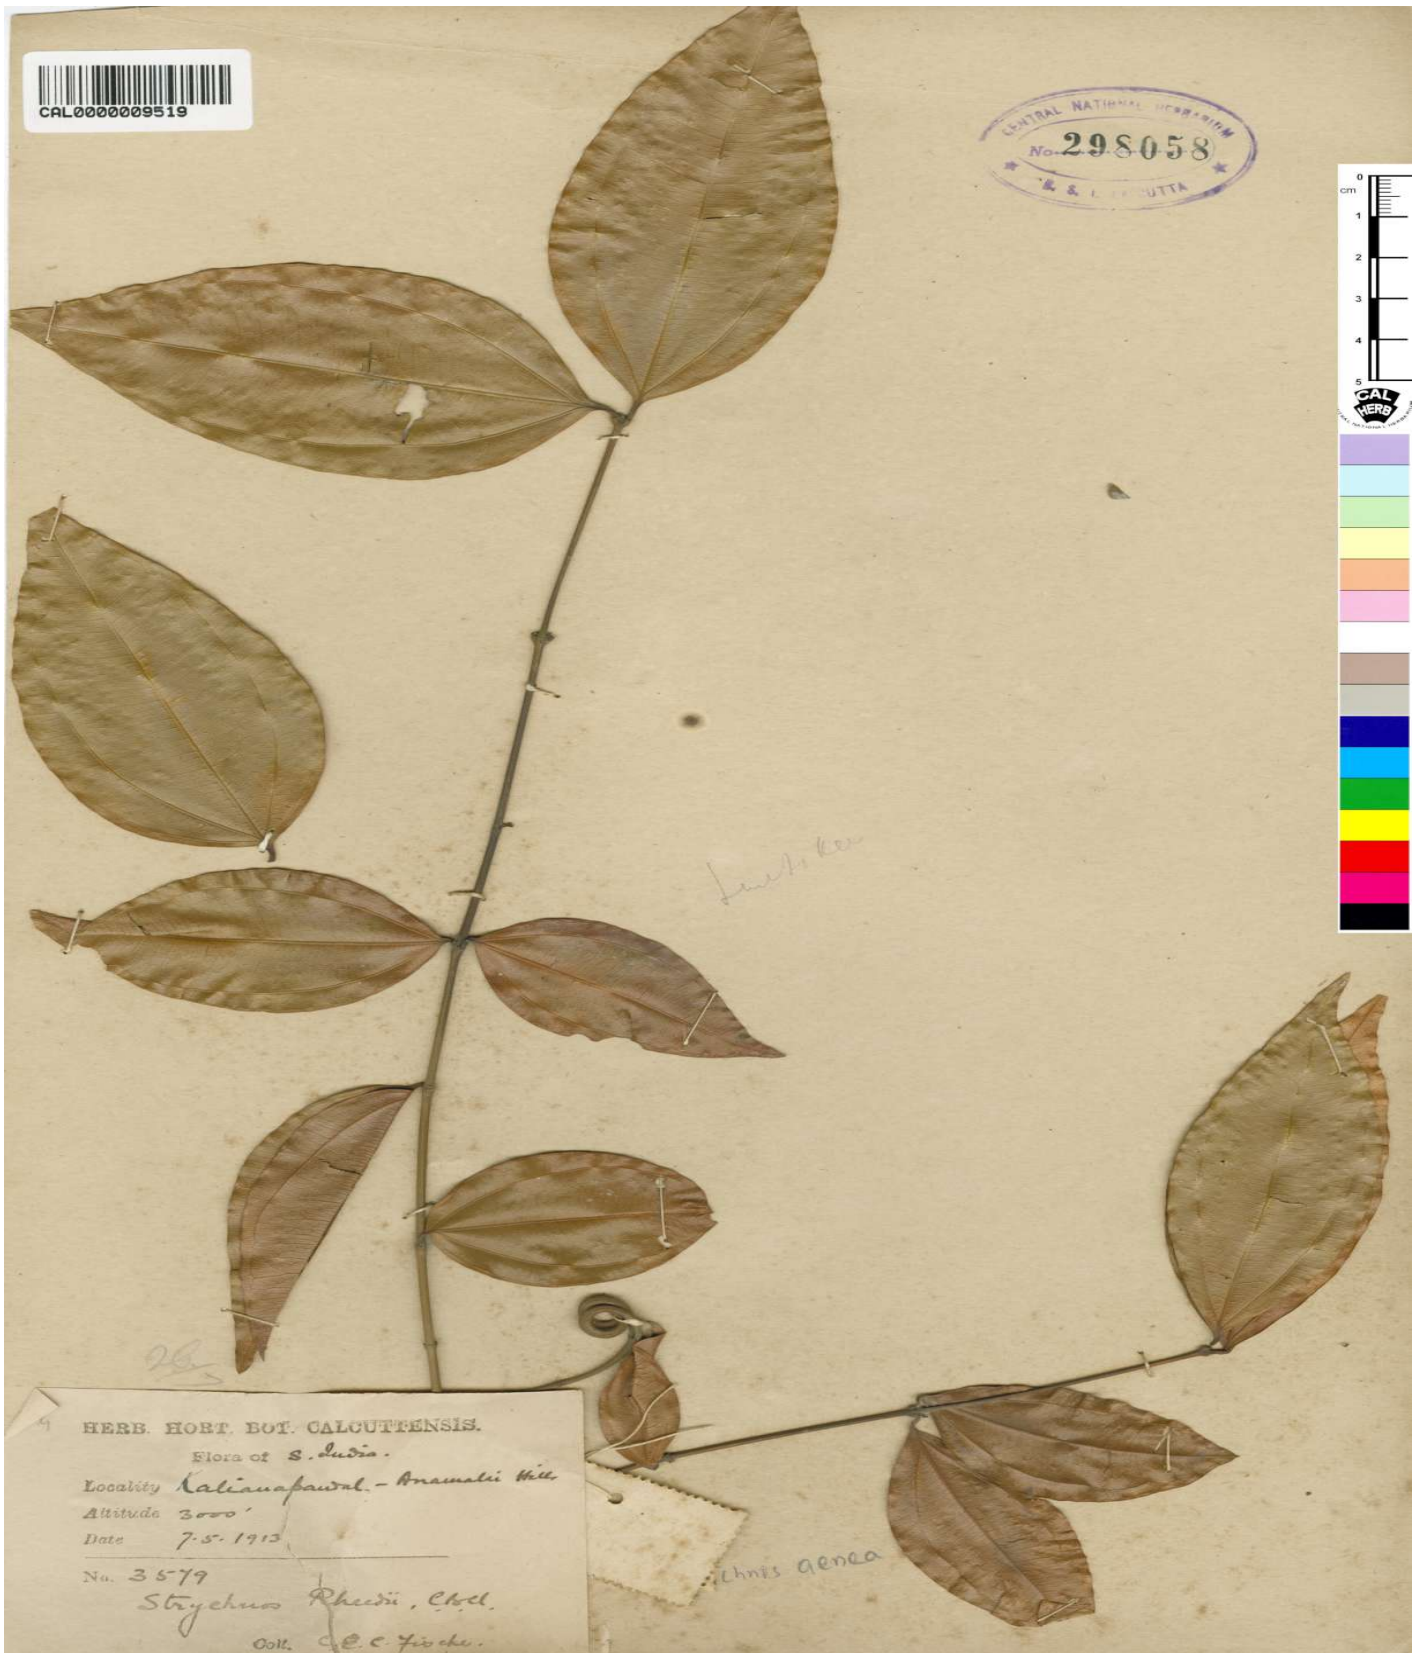 CAL0000009519
CENTRAL NATIONAL HERBARIUM
No 298058
B. S. I. CALCUTTA
0
cm
1
2
3
4
5
CAL
HERB
HERB. HORT. BOT. CALCUTTENSIS.
Flora of S. India.
Locality - Anamalai Hills
Altitude 3000'
Date 7.5.1913
No. 3579
Strychnos Rheedii, C.B.Cl.
Coll. C.E.C. Fischer.
chnos aenea